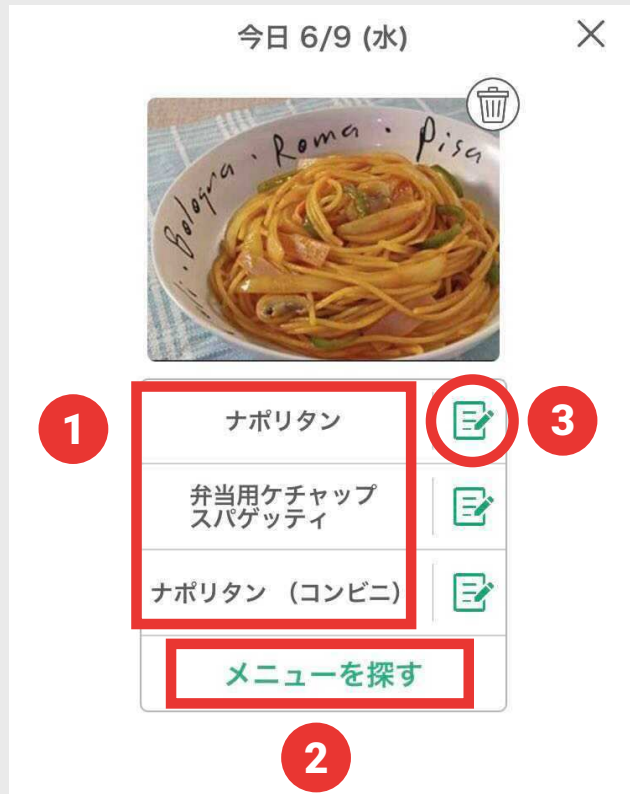 今日 6/9 (水)
Bologna · Roma · Pisa
1
ナポリタン
3
弁当用ケチャップ
スパゲッティ
ナポリタン （コンビニ）
メニューを探す
2